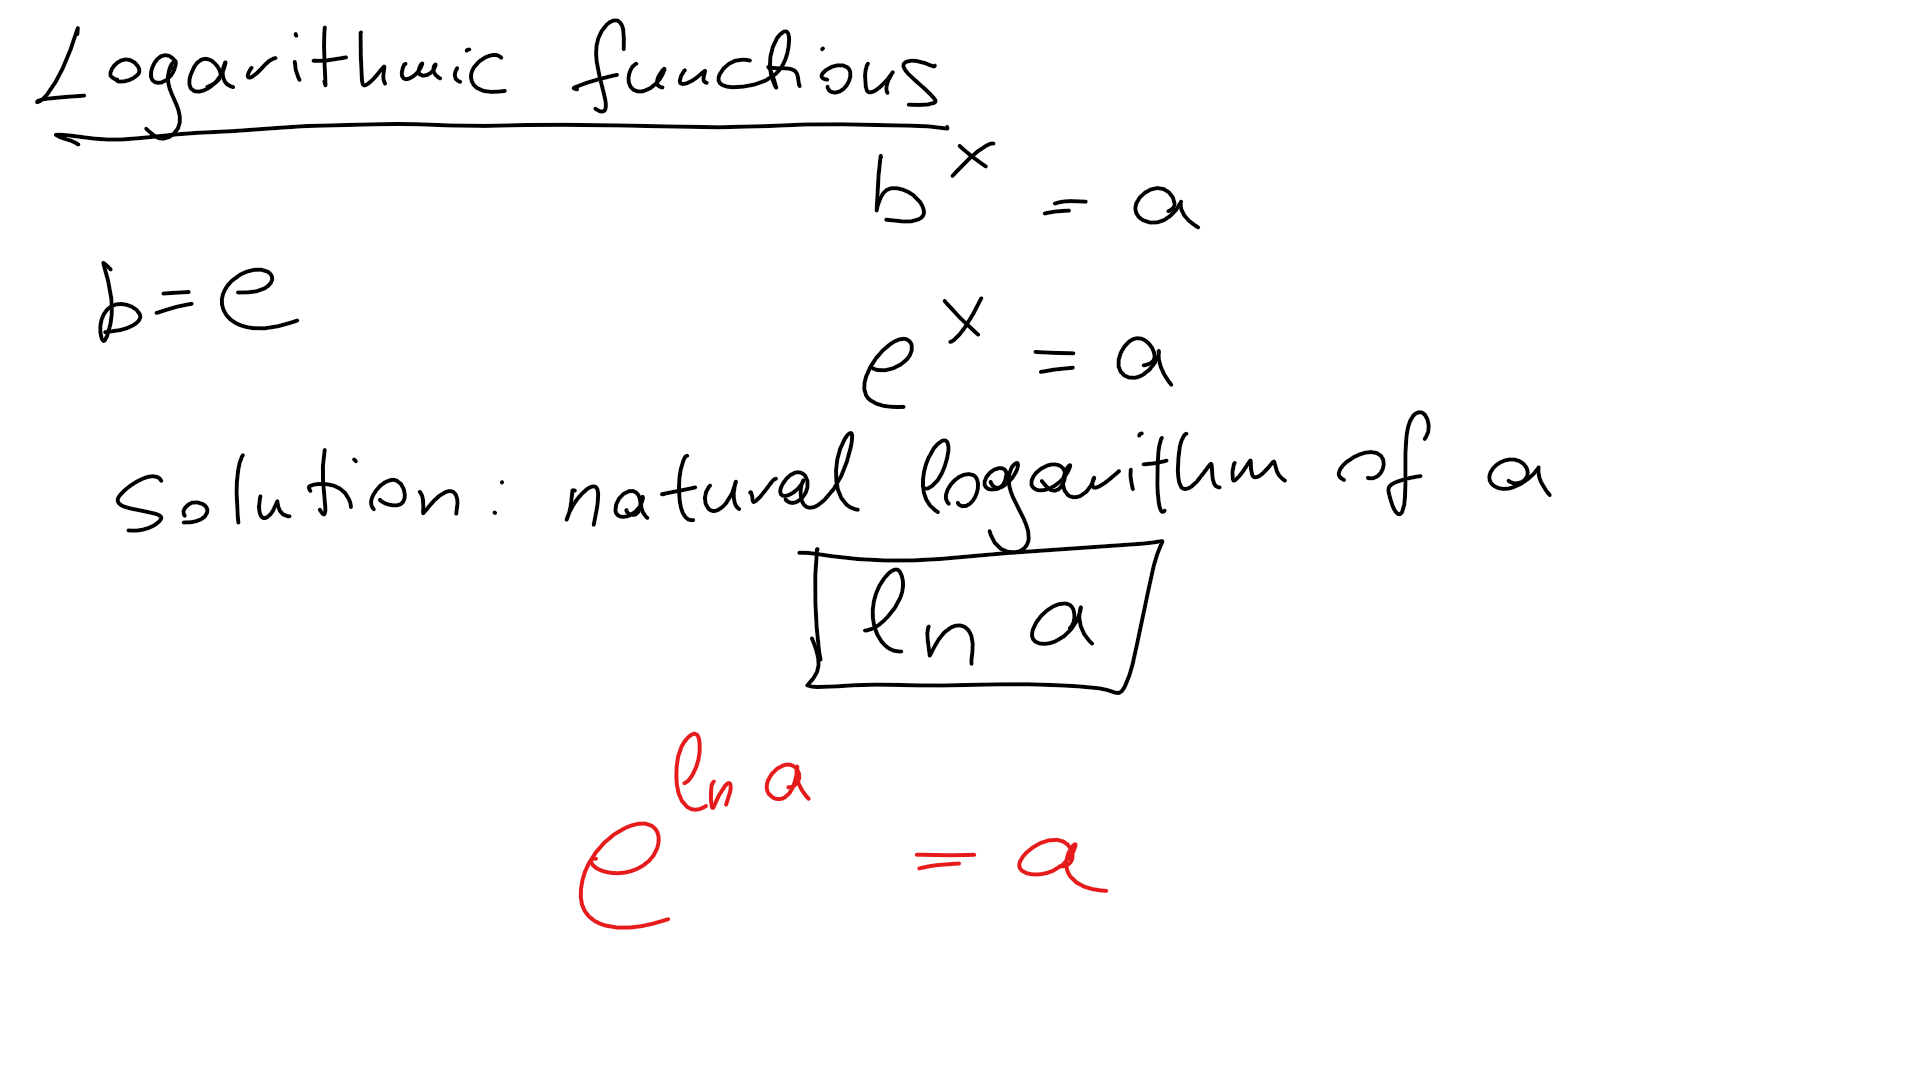 Logarithmic functions
b^x = a
b = e
e^x = a
Solution: natural logarithm of a
ln a
e^{ln a} = a